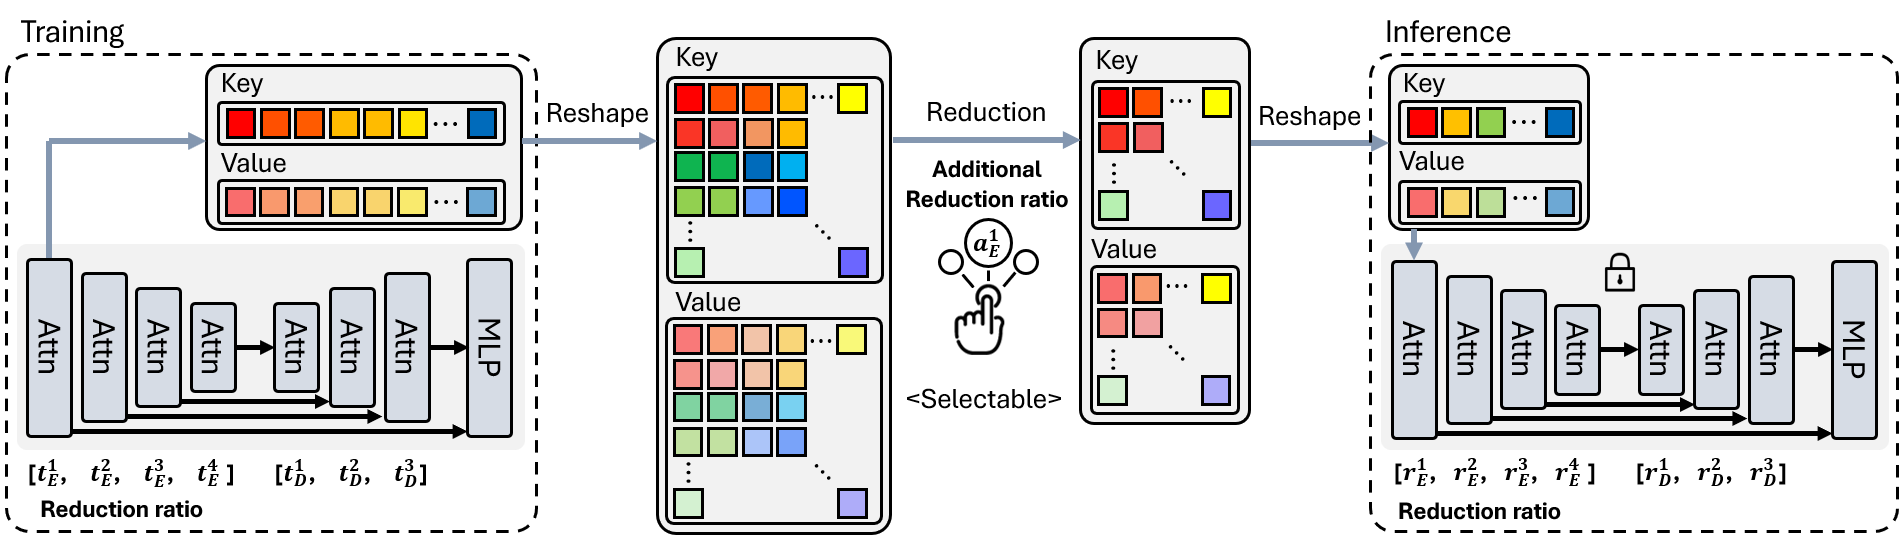 Training
Key
Value
Attn
Attn
Attn
Attn
Attn
Attn
Attn
MLP
[t_E^1, t_E^2, t_E^3, t_E^4] [t_D^1, t_D^2, t_D^3]
Reduction ratio
Reshape
Key
Value
Reduction
Additional
Reduction ratio
a_E^1
<Selectable>
Key
Value
Reshape
Inference
Key
Value
Attn
Attn
Attn
Attn
Attn
Attn
Attn
MLP
[r_E^1, r_E^2, r_E^3, r_E^4] [r_D^1, r_D^2, r_D^3]
Reduction ratio